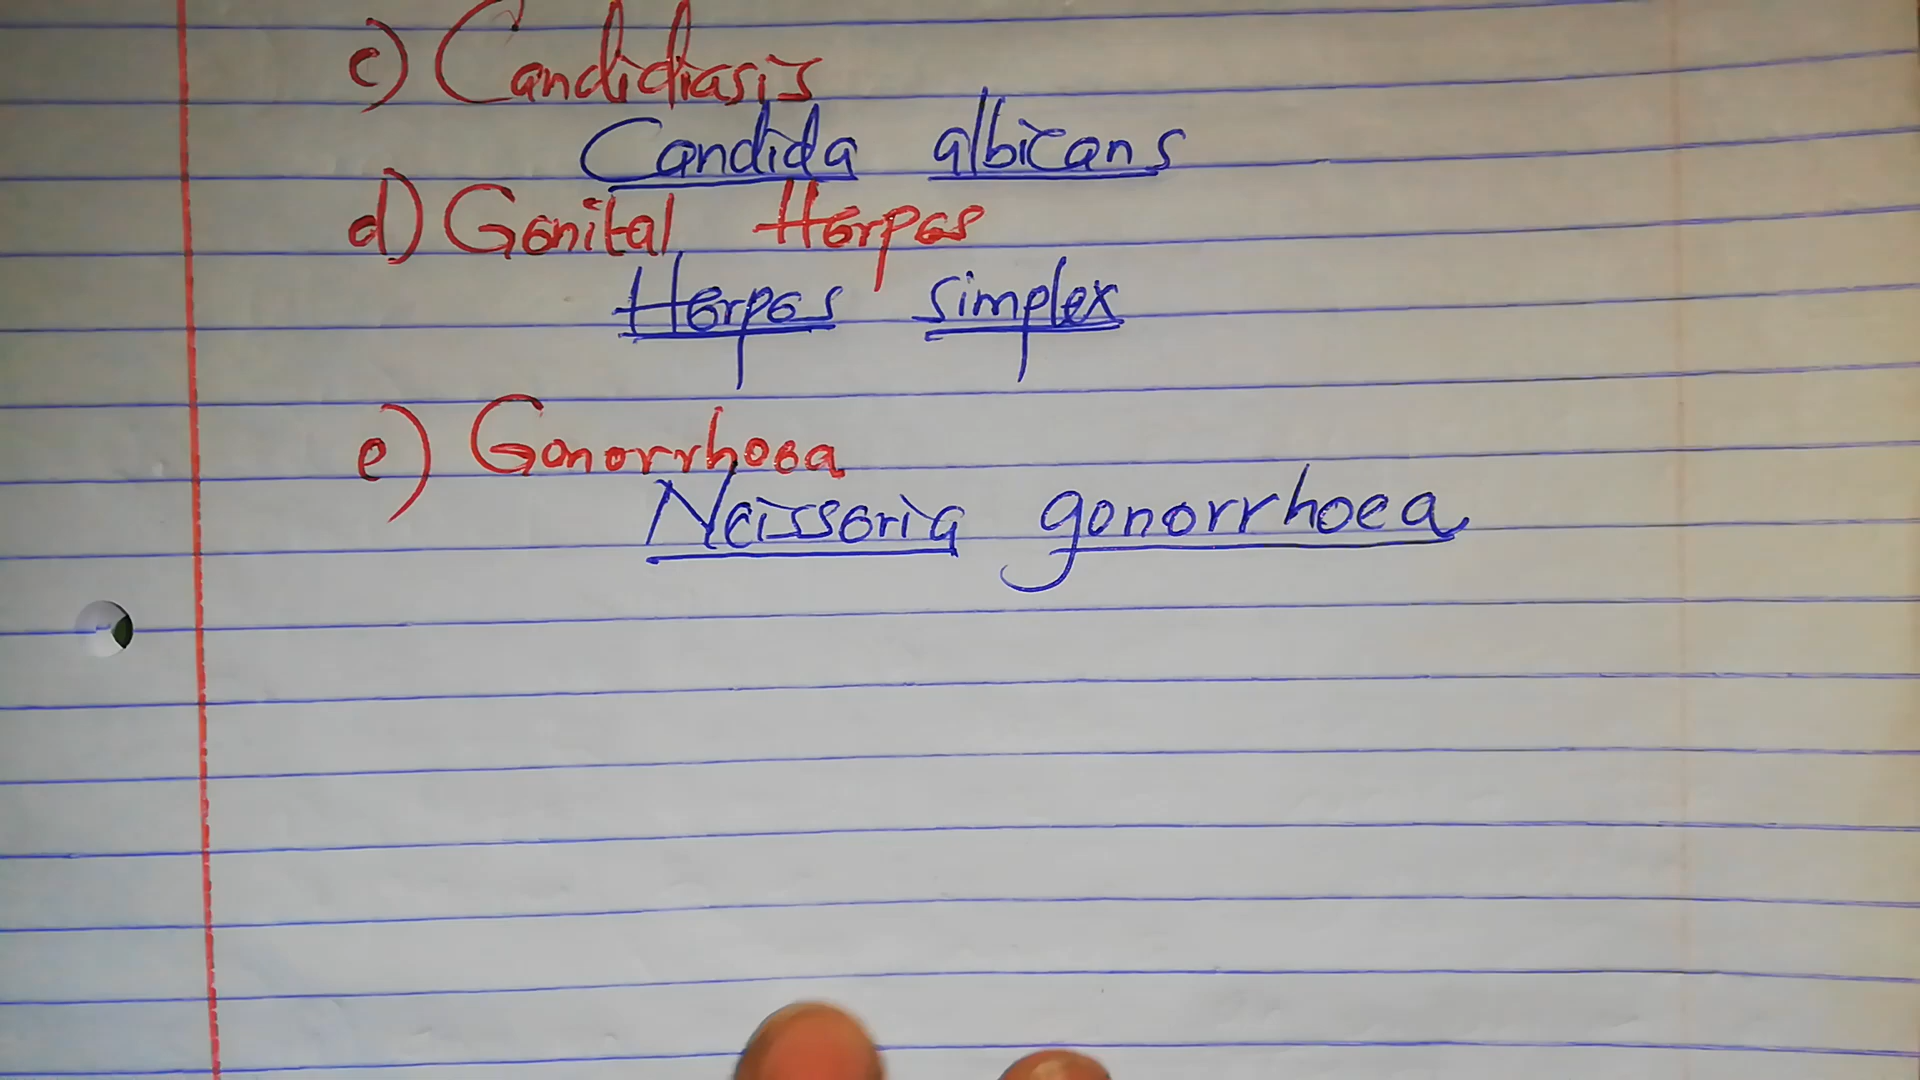 c) Candidiasis
Candida albicans
d) Genital Herpes
Herpes simplex
e) Gonorrhoea
Neisseria gonorrhoea